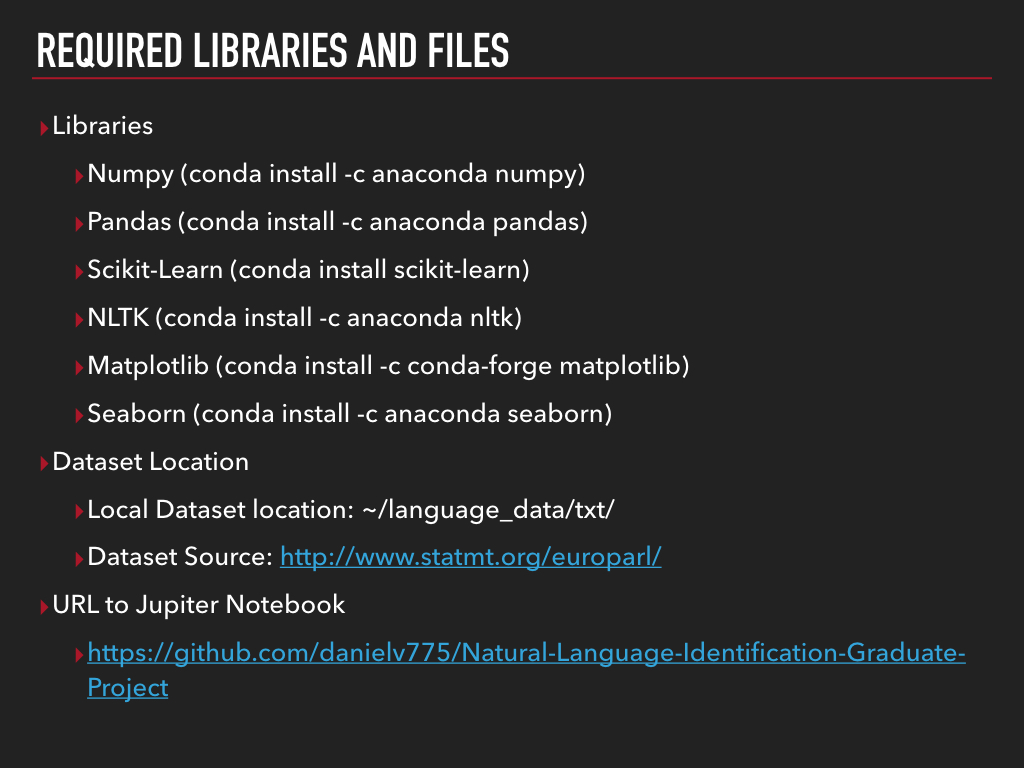 REQUIRED LIBRARIES AND FILES
Libraries
Numpy (conda install -c anaconda numpy)
Pandas (conda install -c anaconda pandas)
Scikit-Learn (conda install scikit-learn)
NLTK (conda install -c anaconda nltk)
Matplotlib (conda install -c conda-forge matplotlib)
Seaborn (conda install -c anaconda seaborn)
Dataset Location
Local Dataset location: ~/language_data/txt/
Dataset Source: http://www.statmt.org/europarl/
URL to Jupiter Notebook
https://github.com/danielv775/Natural-Language-Identification-Graduate-
Project